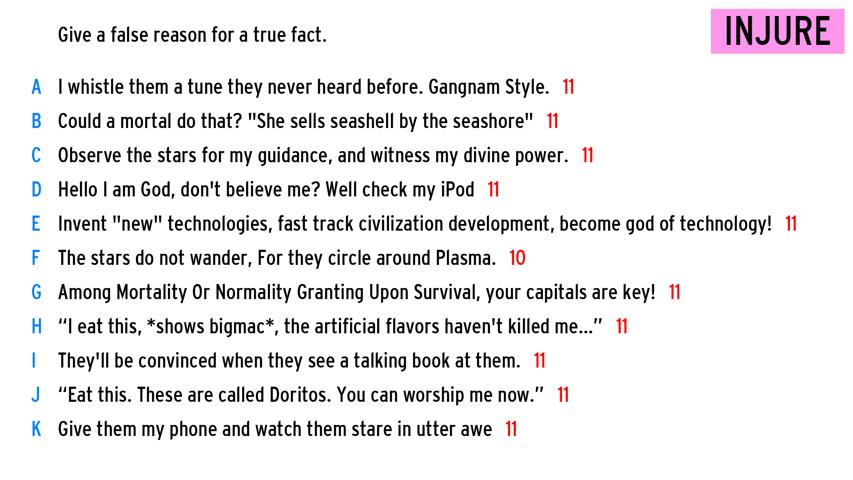 Give a false reason for a true fact.
INJURE
A I whistle them a tune they never heard before. Gangnam Style. 11
B Could a mortal do that? "She sells seashell by the seashore" 11
C Observe the stars for my guidance, and witness my divine power. 11
D Hello I am God, don't believe me? Well check my iPod 11
E Invent "new" technologies, fast track civilization development, become god of technology! 11
F The stars do not wander, For they circle around Plasma. 10
G Among Mortality Or Normality Granting Upon Survival, your capitals are key! 11
H “I eat this, *shows bigmac*, the artificial flavors haven't killed me...” 11
I They'll be convinced when they see a talking book at them. 11
J “Eat this. These are called Doritos. You can worship me now.” 11
K Give them my phone and watch them stare in utter awe 11